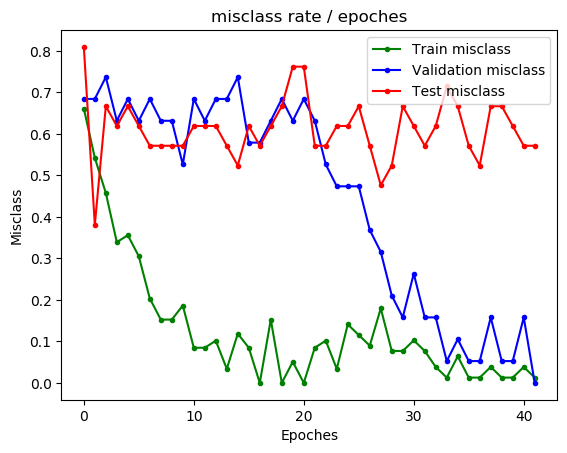 misclass rate / epoches
Train misclass
Validation misclass
Test misclass
Misclass
0.8
0.7
0.6
0.5
0.4
0.3
0.2
0.1
0.0
0 10 20 30 40
Epoches